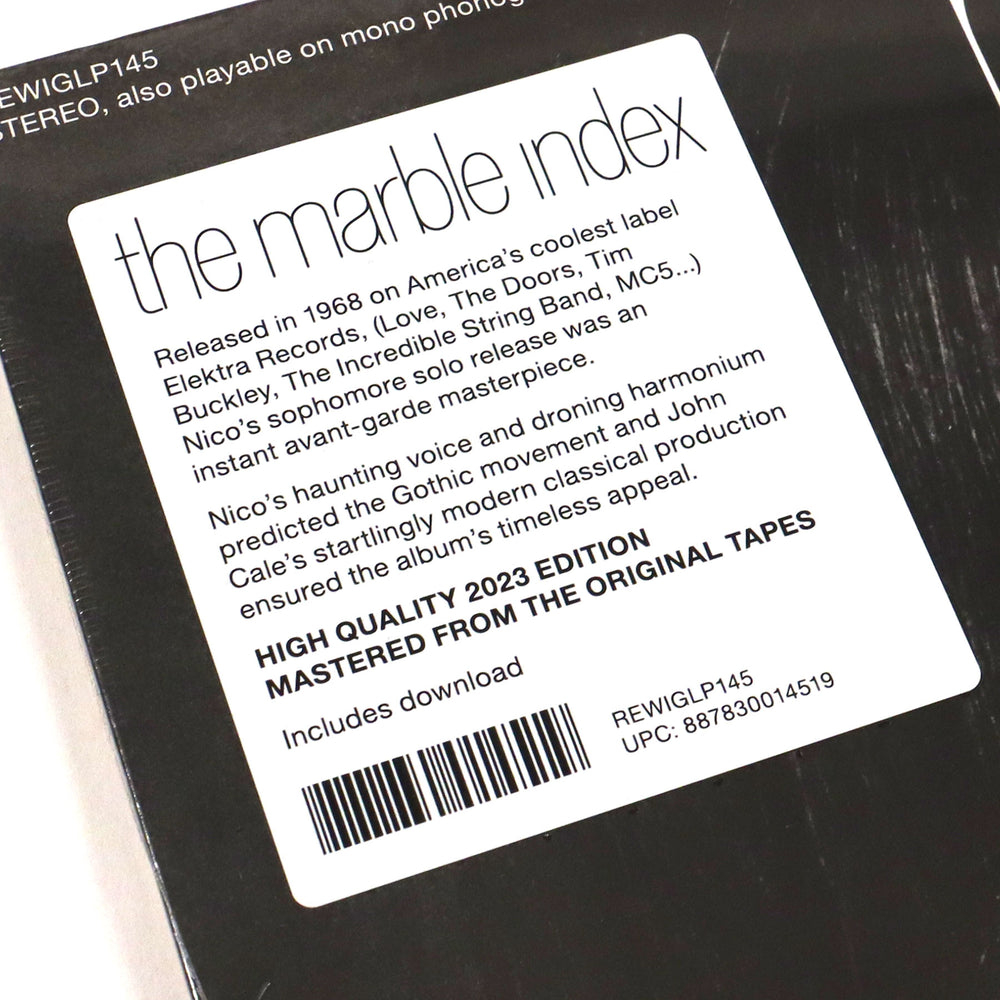 EWIGLP145
STEREO, also playable on mono
the marble index
Released in 1968 on America's coolest label
Elektra Records, (Love, The Doors, Tim
Buckley, The Incredible String Band, MC5...)
Nico's sophomore solo release was an
instant avant-garde masterpiece.
Nico's haunting voice and droning harmonium
predicted the Gothic movement and John
Cale's startlingly modern classical production
ensured the album's timeless appeal.
HIGH QUALITY 2023 EDITION
MASTERED FROM THE ORIGINAL TAPES
Includes download
REWIGLP145
UPC: 887830014519